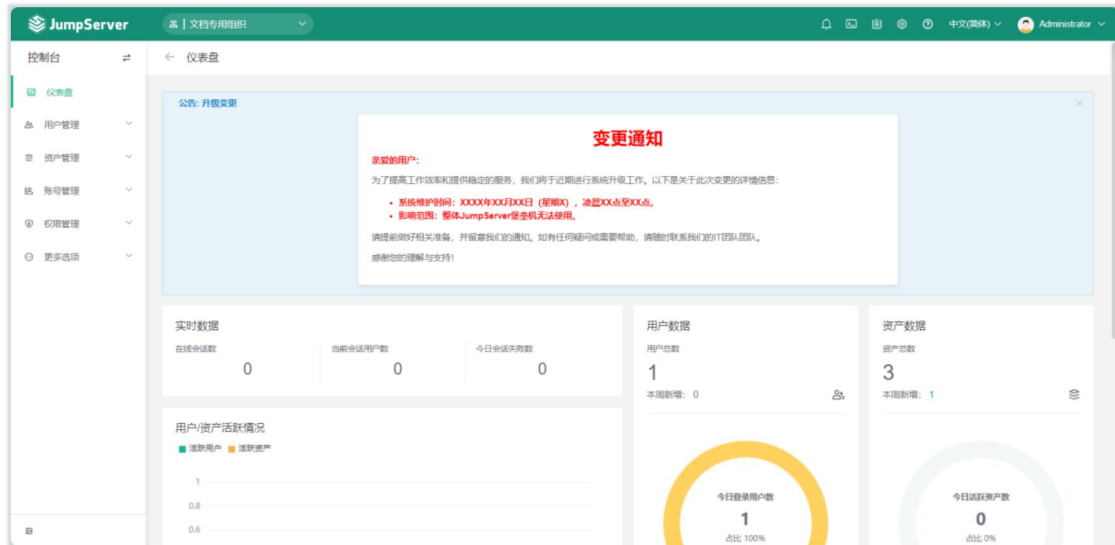 JumpServer
文档专用组织
中文(简体)
Administrator
控制台
仪表盘
仪表盘
用户管理
资产管理
账号管理
权限管理
更多选项
公告: 升级变更
变更通知
亲爱的用户：
为了提高工作效率和提供稳定的服务，我们将于近期进行系统升级工作。以下是关于此次变更的详情信息：
系统维护时间：XXXX年XX月XX日（星期X），凌晨XX点至XX点。
影响范围：整体JumpServer堡垒机无法使用。
请提前做好相关准备，并留意我们的通知。如有任何疑问或需要帮助，请随时联系我们的IT团队团队。
感谢您的理解与支持！
实时数据
在线会话数
当前会话用户数
今日会话失败数
0
0
0
用户/资产活跃情况
活跃用户
活跃资产
1
0.8
0.6
用户数据
用户总数
1
本周新增： 0
今日登录用户数
1
占比 100%
资产数据
资产总数
3
本周新增： 1
今日活跃资产数
0
占比 0%